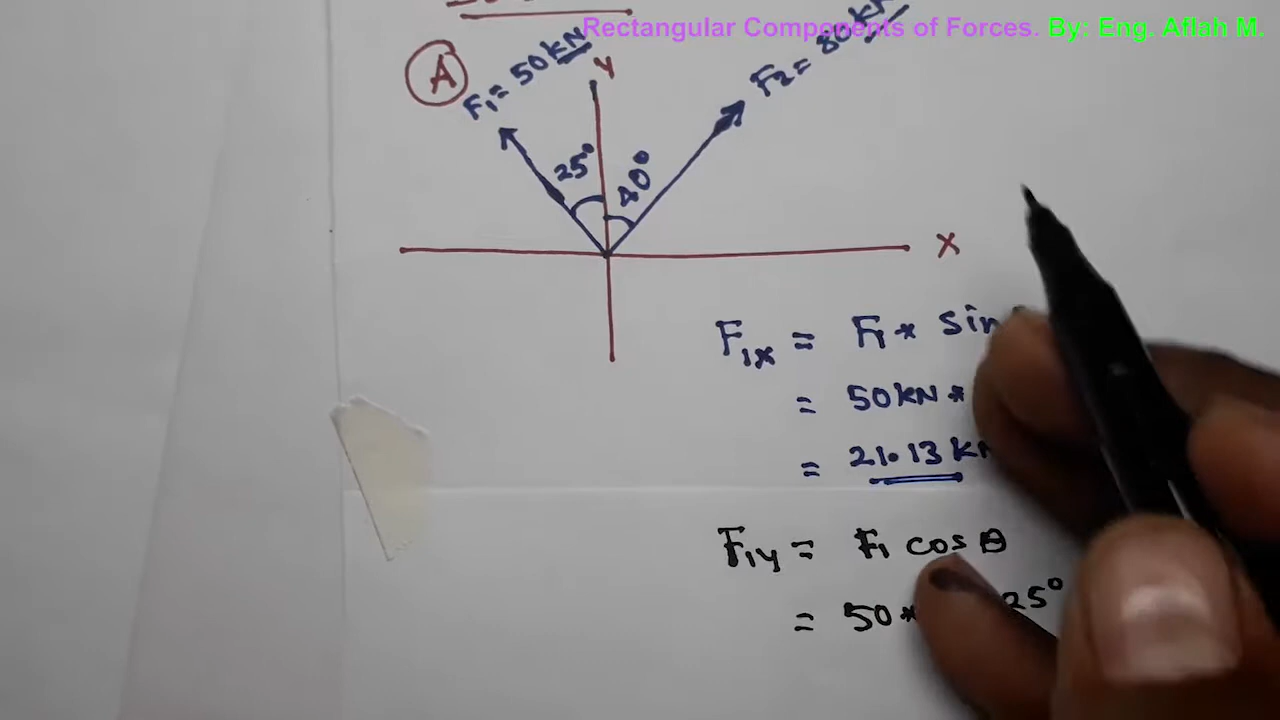 Rectangular Components of Forces. By: Eng. Aflah M.
A
F1 = 50 kN
y
F2 = 80 kN
25°
40°
X
F1x = F1 * sin
= 50 kN *
= 21.13 kN
F1y = F1 cos θ
= 50 * 25°